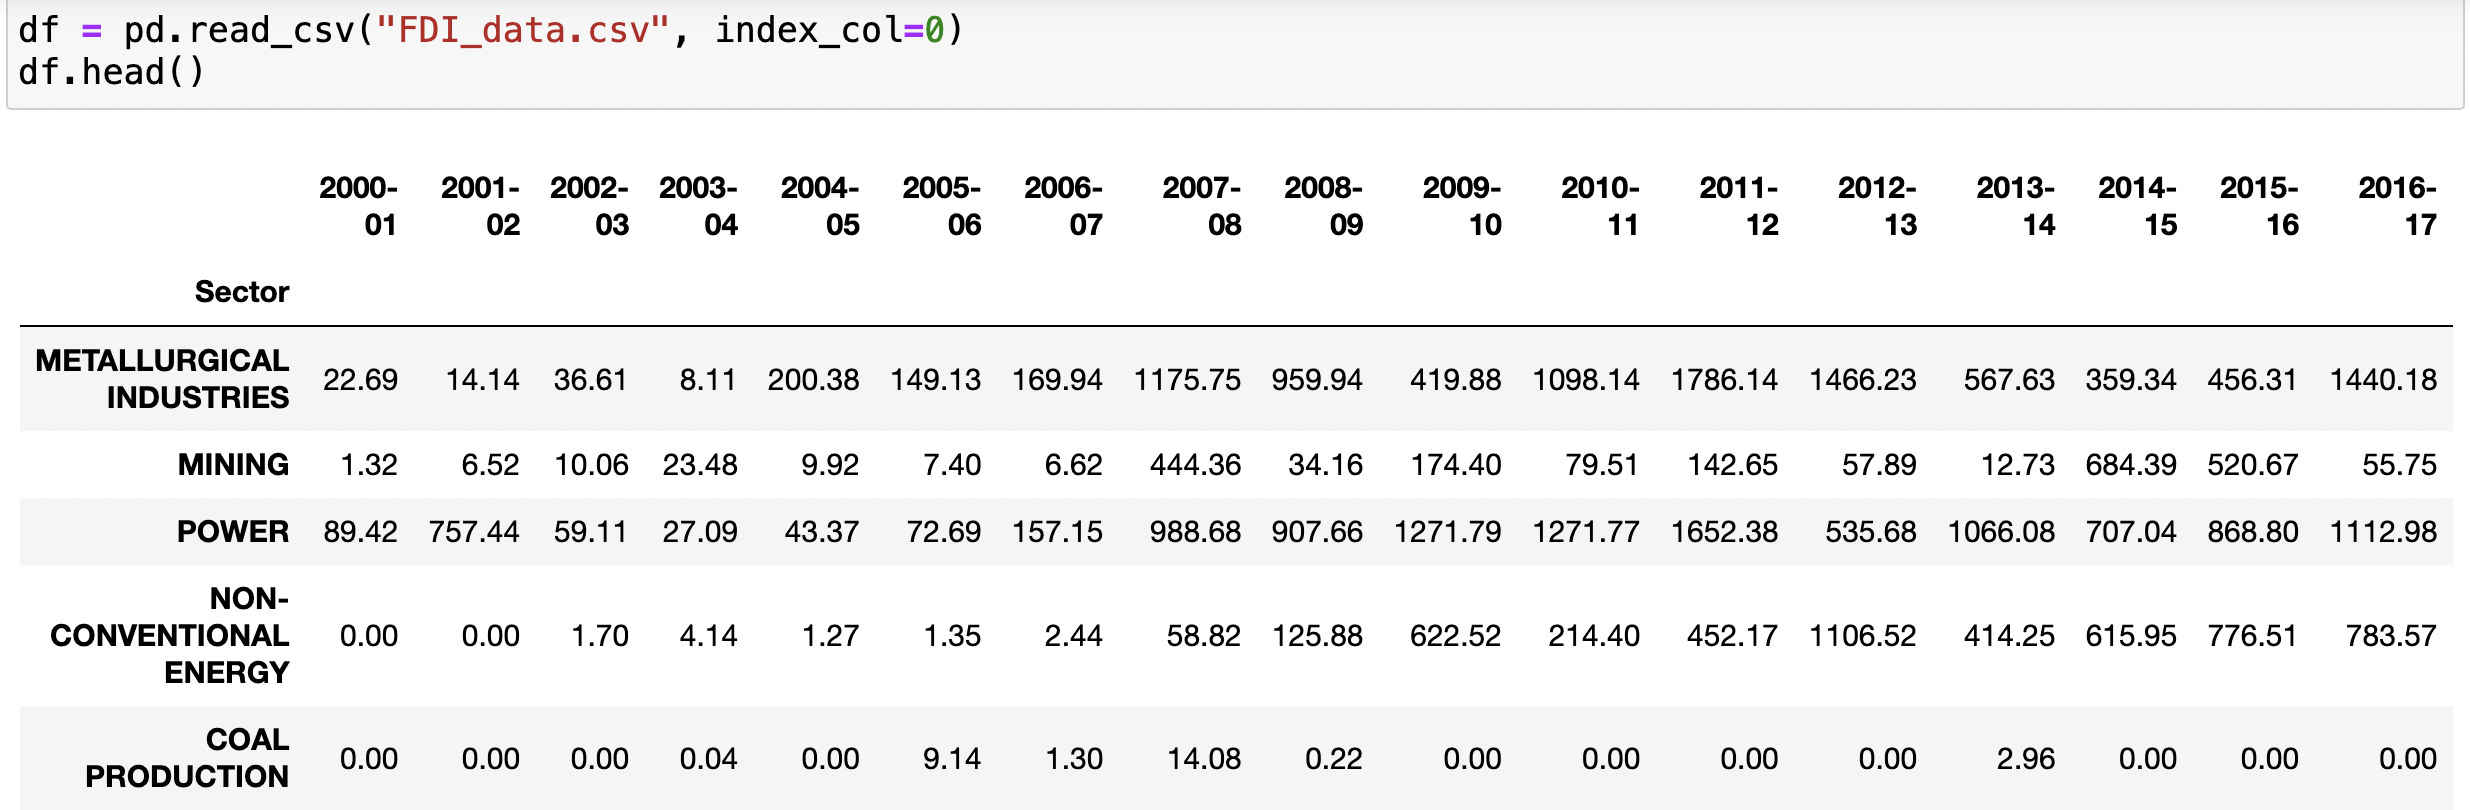 df = pd.read_csv("FDI_data.csv", index_col=0)
df.head()
2000- 2001- 2002- 2003- 2004- 2005- 2006- 2007- 2008- 2009- 2010- 2011- 2012- 2013- 2014- 2015- 2016-
01 02 03 04 05 06 07 08 09 10 11 12 13 14 15 16 17
Sector
METALLURGICAL
INDUSTRIES
22.69 14.14 36.61 8.11 200.38 149.13 169.94 1175.75 959.94 419.88 1098.14 1786.14 1466.23 567.63 359.34 456.31 1440.18
MINING 1.32 6.52 10.06 23.48 9.92 7.40 6.62 444.36 34.16 174.40 79.51 142.65 57.89 12.73 684.39 520.67 55.75
POWER 89.42 757.44 59.11 27.09 43.37 72.69 157.15 988.68 907.66 1271.79 1271.77 1652.38 535.68 1066.08 707.04 868.80 1112.98
NON-
CONVENTIONAL 0.00 0.00 1.70 4.14 1.27 1.35 2.44 58.82 125.88 622.52 214.40 452.17 1106.52 414.25 615.95 776.51 783.57
ENERGY
COAL
PRODUCTION
0.00 0.00 0.00 0.04 0.00 9.14 1.30 14.08 0.22 0.00 0.00 0.00 0.00 2.96 0.00 0.00 0.00